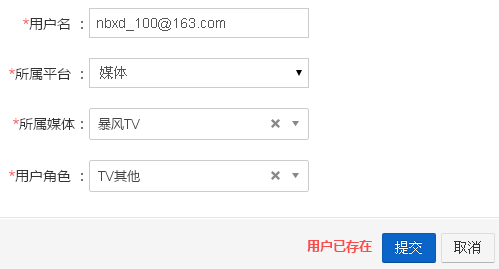 *用户名 : nbxd_100@163.com
*所属平台 : 媒体
*所属媒体 : 暴风TV
*用户角色 : TV其他
用户已存在 提交 取消